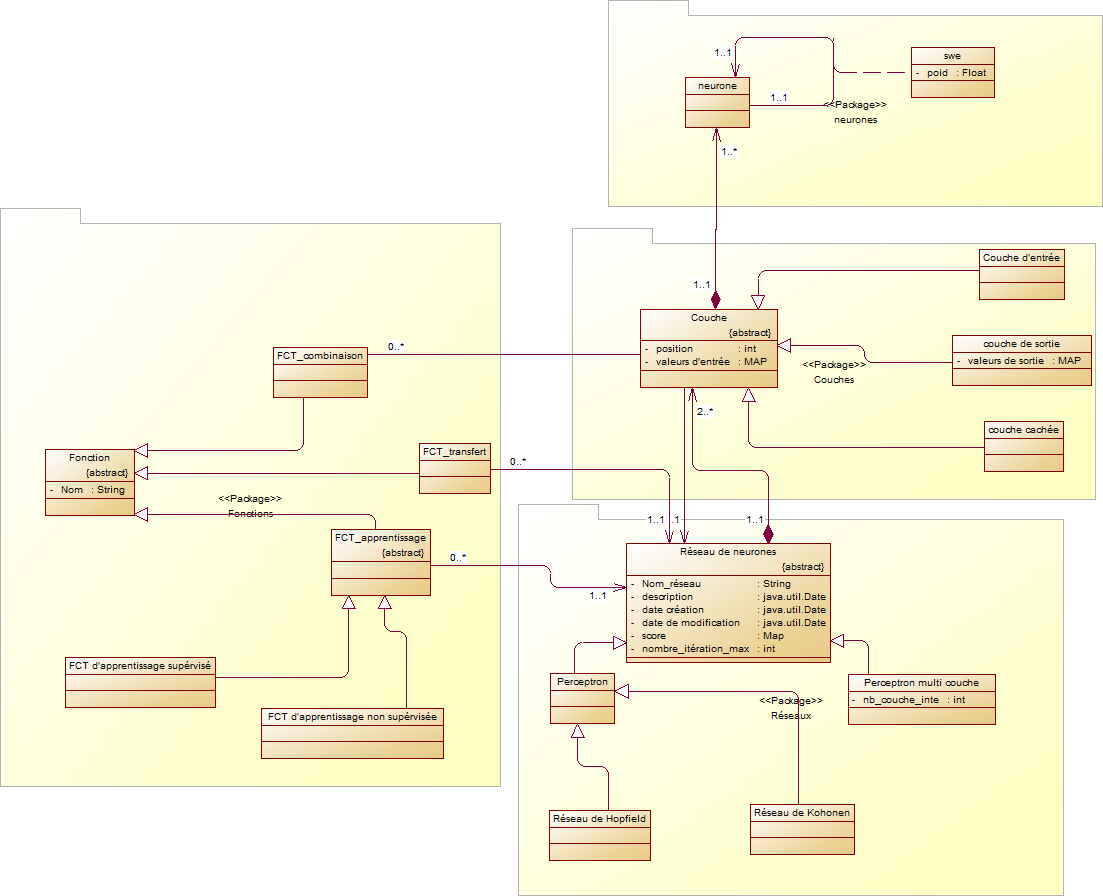 1..1
neurone
1..1
swe
- poid : Float
<<Package>>
neurones
1..*
1..1
Couche
{abstract}
- position : int
- valeurs d'entrée : MAP
Couche d'entrée
couche de sortie
- valeurs de sortie : MAP
<<Package>>
Couches
couche cachée
2..*
FCT_combinaison
0..*
Fonction
{abstract}
- Nom : String
FCT_transfert
0..*
<<Package>>
Fonctions
FCT_apprentissage
{abstract}
0..*
1..1
FCT d'apprentissage supérvisé
FCT d'apprentissage non supérvisée
1..1
.1
1..1
Réseau de neurones
{abstract}
- Nom_réseau : String
- description : java.util.Date
- date création : java.util.Date
- date de modification : java.util.Date
- score : Map
- nombre_itération_max : int
Perceptron
Perceptron multi couche
- nb_couche_inte : int
<<Package>>
Réseaux
Réseau de Hopfield
Réseau de Kohonen